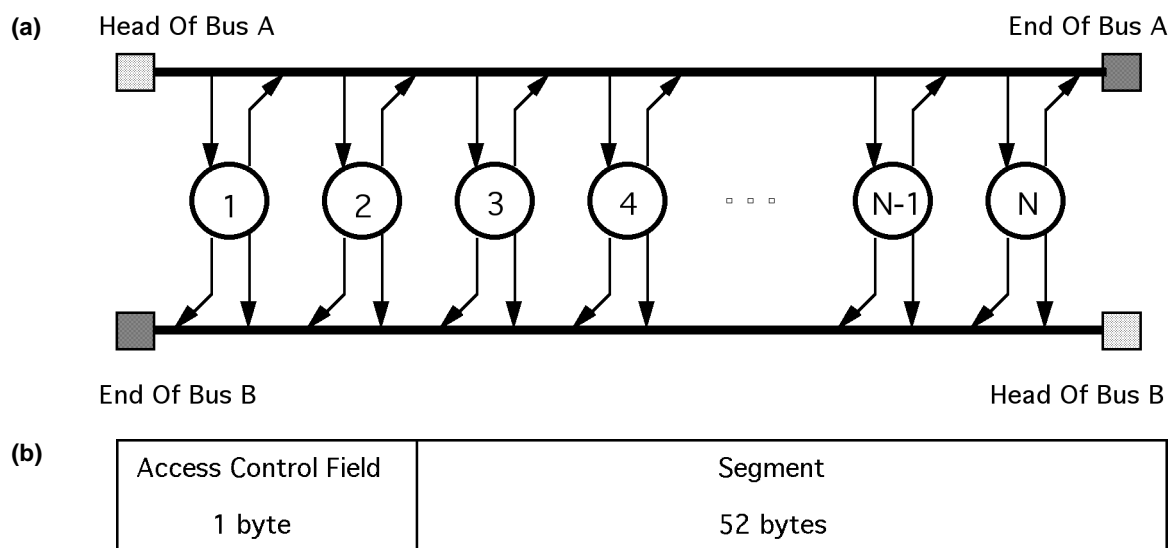 (a) Head Of Bus A End Of Bus A
1 2 3 4 N-1 N
End Of Bus B Head Of Bus B
(b) Access Control Field Segment
1 byte 52 bytes